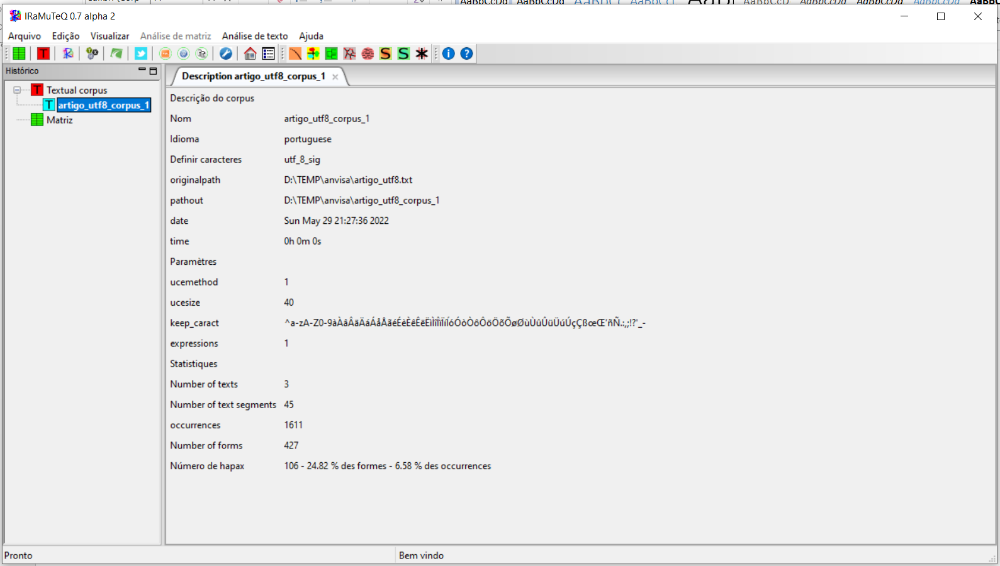 IRaMuTeQ 0.7 alpha 2
Arquivo Edição Visualizar Análise de matriz Análise de texto Ajuda
Histórico
Textual corpus
artigo_utf8_corpus_1
Matriz
Description artigo_utf8_corpus_1
Descrição do corpus
Nom artigo_utf8_corpus_1
Idioma portuguese
Definir caracteres utf_8_sig
originalpath D:\TEMP\anvisa\artigo_utf8.txt
pathout D:\TEMP\anvisa\artigo_utf8_corpus_1
date Sun May 29 21:27:36 2022
time 0h 0m 0s
Paramètres
ucemethod 1
ucesize 40
keep_caract ^a-zA-Z0-9àÀâÂäÄáÁåÅãéÉèÈêÊëËìÌîÎïÏíÍóÓòÒôÔöÖõÕøØùÙûÛüÜúÚçÇßœŒ’ñÑ.:,;!?'_-
expressions 1
Statistiques
Number of texts 3
Number of text segments 45
occurrences 1611
Number of forms 427
Número de hapax 106 - 24.82 % des formes - 6.58 % des occurrences
Pronto Bem vindo